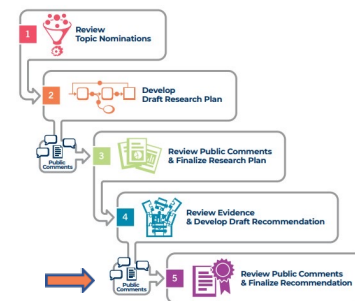 1
Review
Topic Nominations
2
Develop
Draft Research Plan
Public
Comments
3
Review Public Comments
& Finalize Research Plan
4
Review Evidence
& Develop Draft Recommendation
Public
Comments
5
Review Public Comments
& Finalize Recommendation